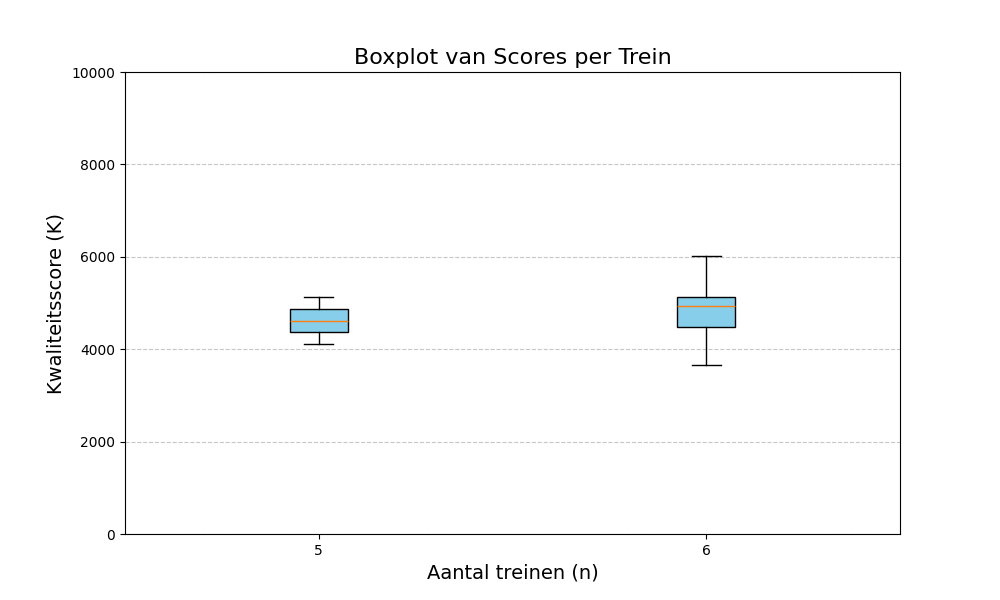 Boxplot van Scores per Trein
10000
8000
6000
4000
2000
0
Kwaliteitsscore (K)
5
6
Aantal treinen (n)